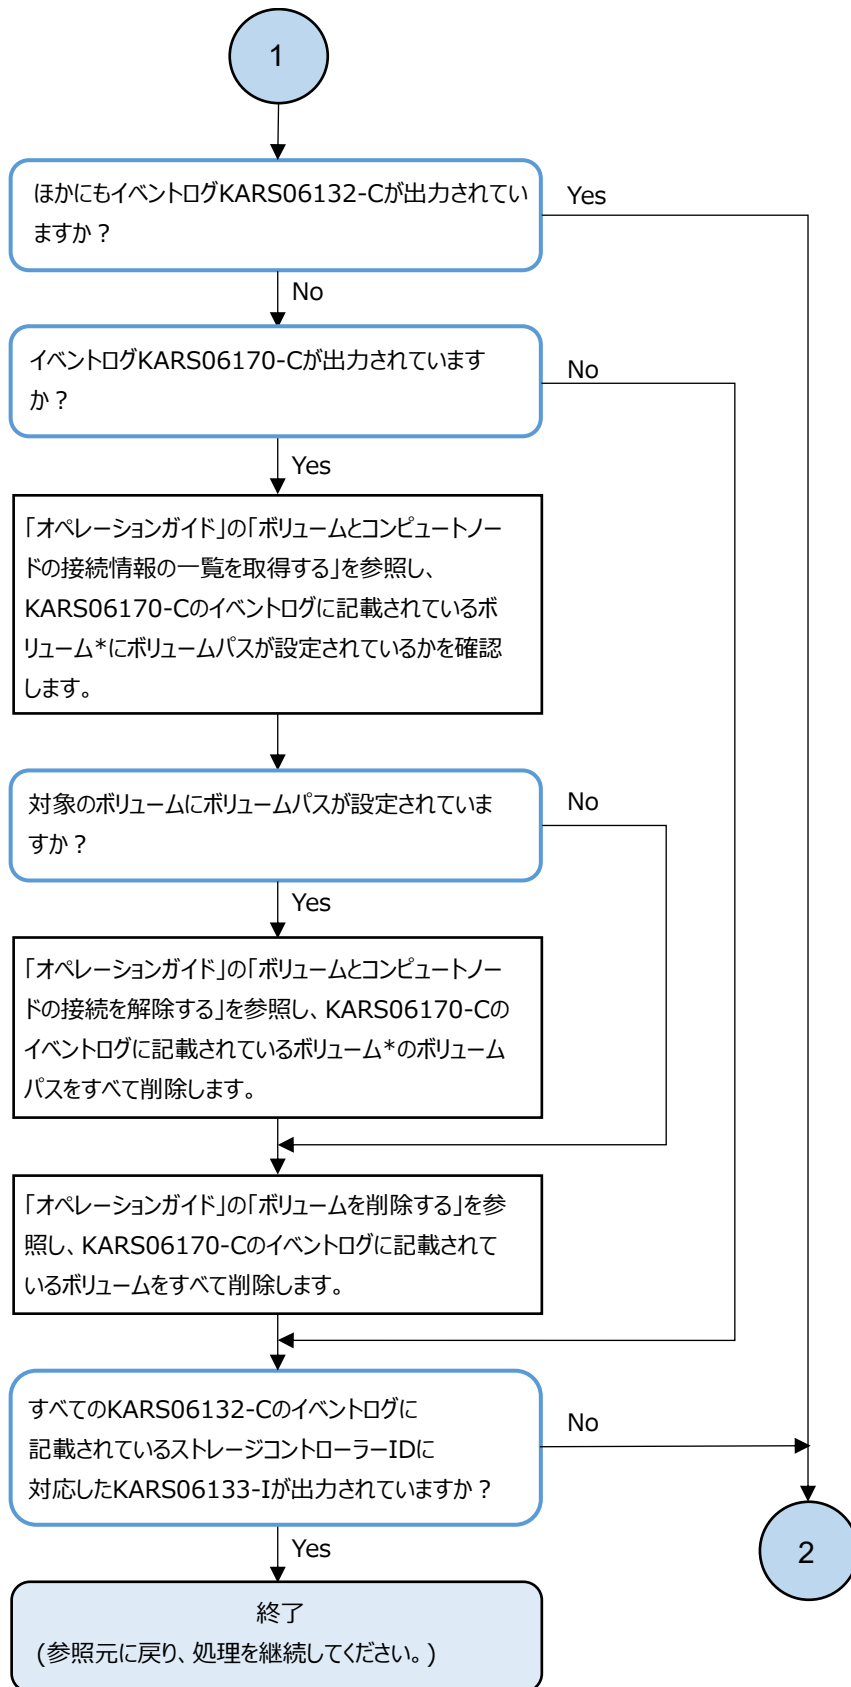 1
ほかにもイベントログKARS06132-Cが出力されてい
ますか？
Yes
No
イベントログKARS06170-Cが出力されています
か？
No
Yes
「オペレーションガイド」の「ボリュームとコンピュートノー
ドの接続情報の一覧を取得する」を参照し、
KARS06170-Cのイベントログに記載されているボ
リューム*にボリュームパスが設定されているかを確認
します。
対象のボリュームにボリュームパスが設定されていま
すか？
No
Yes
「オペレーションガイド」の「ボリュームとコンピュートノー
ドの接続を解除する」を参照し、KARS06170-Cの
イベントログに記載されているボリューム*のボリューム
パスをすべて削除します。
「オペレーションガイド」の「ボリュームを削除する」を参
照し、KARS06170-Cのイベントログに記載されて
いるボリュームをすべて削除します。
すべてのKARS06132-Cのイベントログに
記載されているストレージコントローラーIDに
対応したKARS06133-Iが出力されていますか？
No
Yes
2
終了
(参照元に戻り、処理を継続してください。)